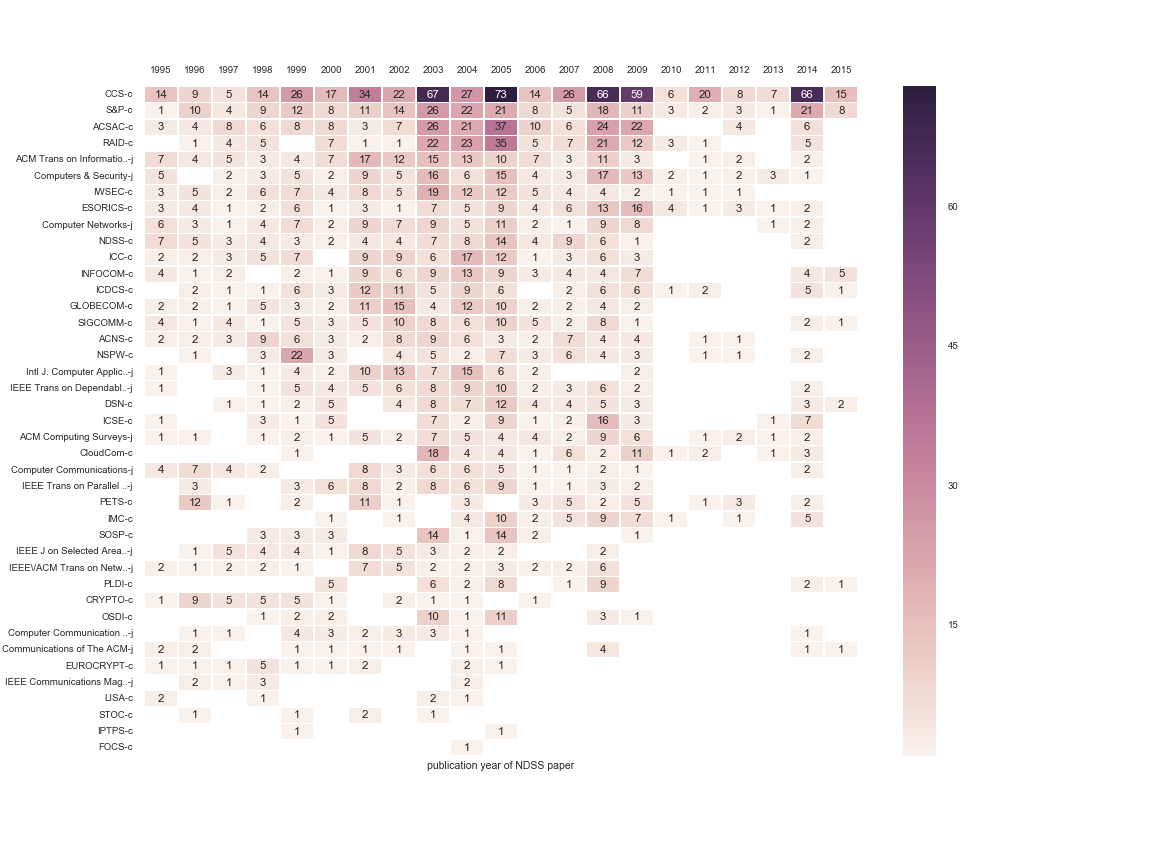 1995 1996 1997 1998 1999 2000 2001 2002 2003 2004 2005 2006 2007 2008 2009 2010 2011 2012 2013 2014 2015
CCS-c 14 9 5 14 26 17 34 22 67 27 73 14 26 66 59 6 20 8 7 66 15
S&P-c 1 10 4 9 12 8 11 14 26 22 21 8 5 18 11 3 2 3 1 21 8
ACSAC-c 3 4 8 6 8 8 3 7 26 21 37 10 6 24 22 4 6
RAID-c 1 4 5 7 1 1 22 23 35 5 7 21 12 3 1 5
ACM Trans on Informatio..-j 7 4 5 3 4 7 17 12 15 13 10 7 3 11 3 1 2 2
Computers & Security-j 5 2 3 5 2 9 5 16 6 15 4 3 17 13 2 1 2 3 1
IWSEC-c 3 5 2 6 7 4 8 5 19 12 12 5 4 4 2 1 1 1
ESORICS-c 3 4 1 2 6 1 3 1 7 5 9 4 6 13 16 4 1 3 1 2
60
Computer Networks-j 6 3 1 4 7 2 9 7 9 5 11 2 1 9 8 1 2
NDSS-c 7 5 3 4 3 2 4 4 7 8 14 4 9 6 1 2
ICC-c 2 2 3 5 7 9 9 6 17 12 1 3 6 3
INFOCOM-c 4 1 2 2 1 9 6 9 13 9 3 4 4 7 4 5
ICDCS-c 2 1 1 6 3 12 11 5 9 6 2 6 6 1 2 5 1
GLOBECOM-c 2 2 1 5 3 2 11 15 4 12 10 2 2 4 2
SIGCOMM-c 4 1 4 1 5 3 5 10 8 6 10 5 2 8 1 2 1
ACNS-c 2 2 3 9 6 3 2 8 9 6 3 2 7 4 4 1 1
45
NSPW-c 1 3 22 3 4 5 2 7 3 6 4 3 1 1 2
Intl J. Computer Applic..-j 1 3 1 4 2 10 13 7 15 6 2 2
IEEE Trans on Dependabl..-j 1 1 5 4 5 6 8 9 10 2 3 6 2 2
DSN-c 1 1 2 5 4 8 7 12 4 4 5 3 3 2
ICSE-c 1 3 1 5 7 2 9 1 2 16 3 1 7
ACM Computing Surveys-j 1 1 1 2 1 5 2 7 5 4 4 2 9 6 1 2 1 2
CloudCom-c 1 18 4 4 1 6 2 11 1 2 1 3
Computer Communications-j 4 7 4 2 8 3 6 6 5 1 1 2 1 2
IEEE Trans on Parallel ..-j 3 3 6 8 2 8 6 9 1 1 3 2
30
PETS-c 12 1 2 11 1 3 3 5 2 5 1 3 2
IMC-c 1 1 4 10 2 5 9 7 1 1 5
SOSP-c 3 3 3 14 1 14 2 1
IEEE J on Selected Area..-j 1 5 4 4 1 8 5 3 2 2 2
IEEE\/ACM Trans on Netw..-j 2 1 2 2 1 7 5 2 2 3 2 2 6
PLDI-c 5 6 2 8 1 9 2 1
CRYPTO-c 1 9 5 5 5 1 2 1 1 1
OSDI-c 1 2 2 10 1 11 3 1
15
Computer Communication ..-j 1 1 4 3 2 3 3 1 1
Communications of The ACM-j 2 2 1 1 1 1 1 1 4 1 1
EUROCRYPT-c 1 1 1 5 1 1 2 2 1
IEEE Communications Mag..-j 2 1 3 2
LISA-c 2 1 2 1
STOC-c 1 1 2 1
IPTPS-c 1 1
FOCS-c 1
publication year of NDSS paper